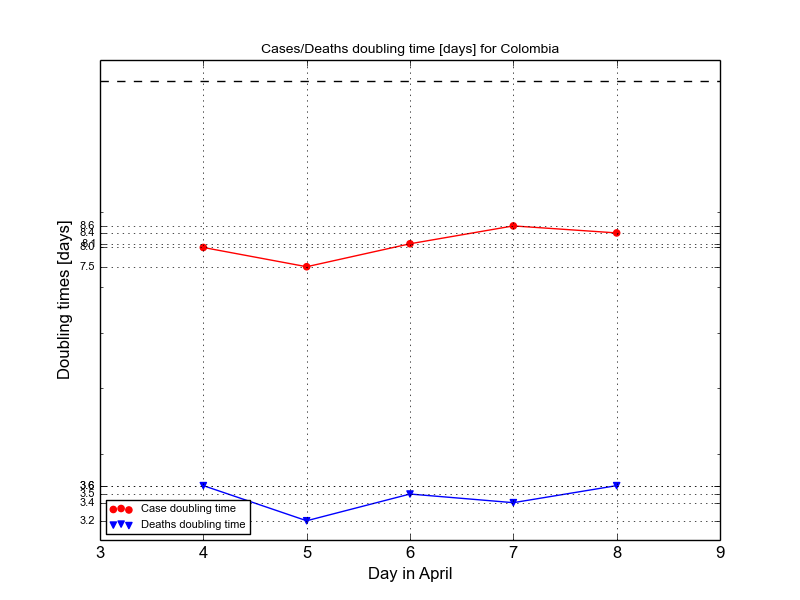 Cases/Deaths doubling time [days] for Colombia
Doubling times [days]
8.6
8.4
8.0
7.5
3.6
3.5
3.4
3.2
Case doubling time
Deaths doubling time
3 4 5 6 7 8 9
Day in April